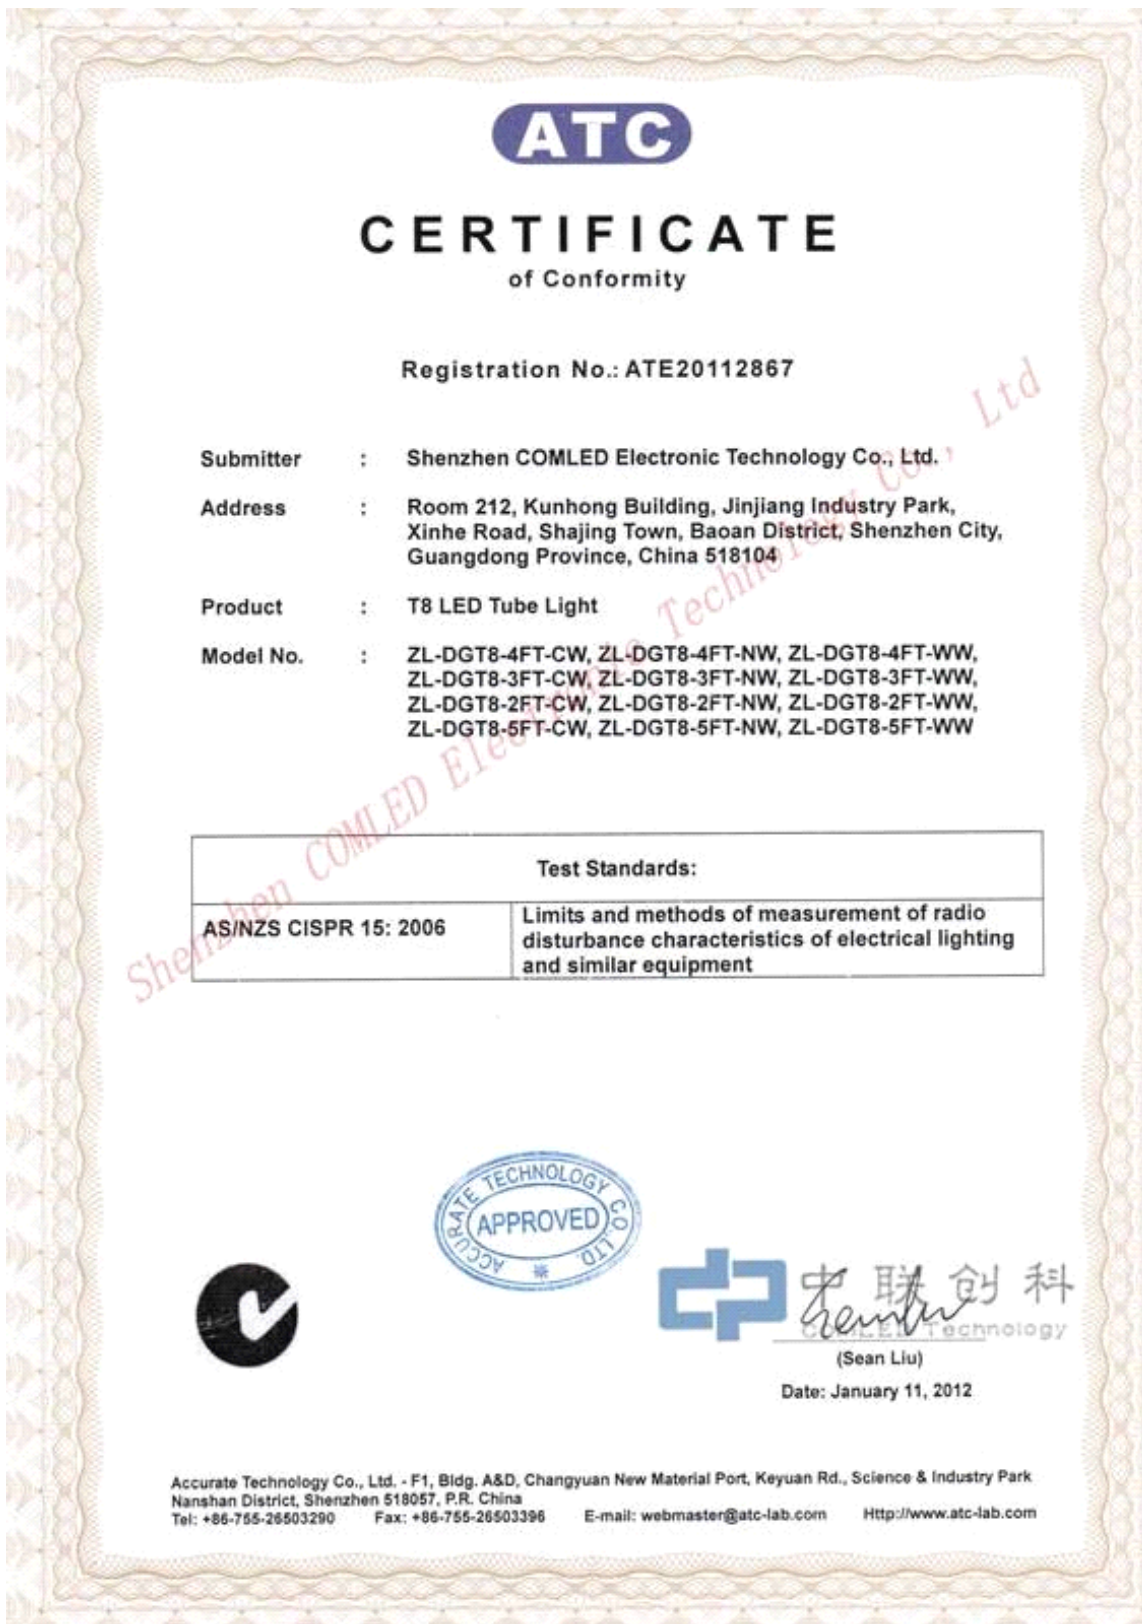 ATC
CERTIFICATE
of Conformity
Registration No.: ATE20112867
Submitter : Shenzhen COMLED Electronic Technology Co., Ltd.
Address : Room 212, Kunhong Building, Jinjiang Industry Park,
Xinhe Road, Shajing Town, Baoan District, Shenzhen City,
Guangdong Province, China 518104
Product : T8 LED Tube Light
Model No. : ZL-DGT8-4FT-CW, ZL-DGT8-4FT-NW, ZL-DGT8-4FT-WW,
ZL-DGT8-3FT-CW, ZL-DGT8-3FT-NW, ZL-DGT8-3FT-WW,
ZL-DGT8-2FT-CW, ZL-DGT8-2FT-NW, ZL-DGT8-2FT-WW,
ZL-DGT8-5FT-CW, ZL-DGT8-5FT-NW, ZL-DGT8-5FT-WW
Shenzhen COMLED Electronic Technology Co., Ltd
Test Standards:
AS/NZS CISPR 15: 2006
Limits and methods of measurement of radio
disturbance characteristics of electrical lighting
and similar equipment
ACCURATE TECHNOLOGY CO.,LTD.
APPROVED
中联创科
COMLED Technology
(Sean Liu)
Date: January 11, 2012
Accurate Technology Co., Ltd. - F1, Bldg. A&D, Changyuan New Material Port, Keyuan Rd., Science & Industry Park
Nanshan District, Shenzhen 518057, P.R. China
Tel: +86-755-26503290 Fax: +86-755-26503396 E-mail: webmaster@atc-lab.com Http://www.atc-lab.com